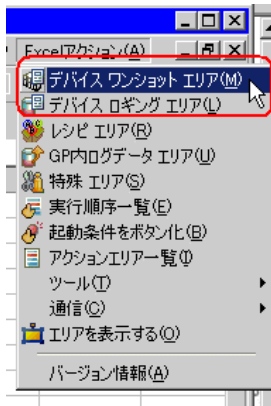 Excelアクション(A)
デバイス ワンショット エリア(M)
デバイス ロギング エリア(L)
レシピ エリア(R)
GP内ログデータ エリア(U)
特殊 エリア(S)
実行順序一覧(E)
起動条件をボタン化(B)
アクションエリア一覧(I)
ツール(T)
通信(C)
エリアを表示する(O)
バージョン情報(A)